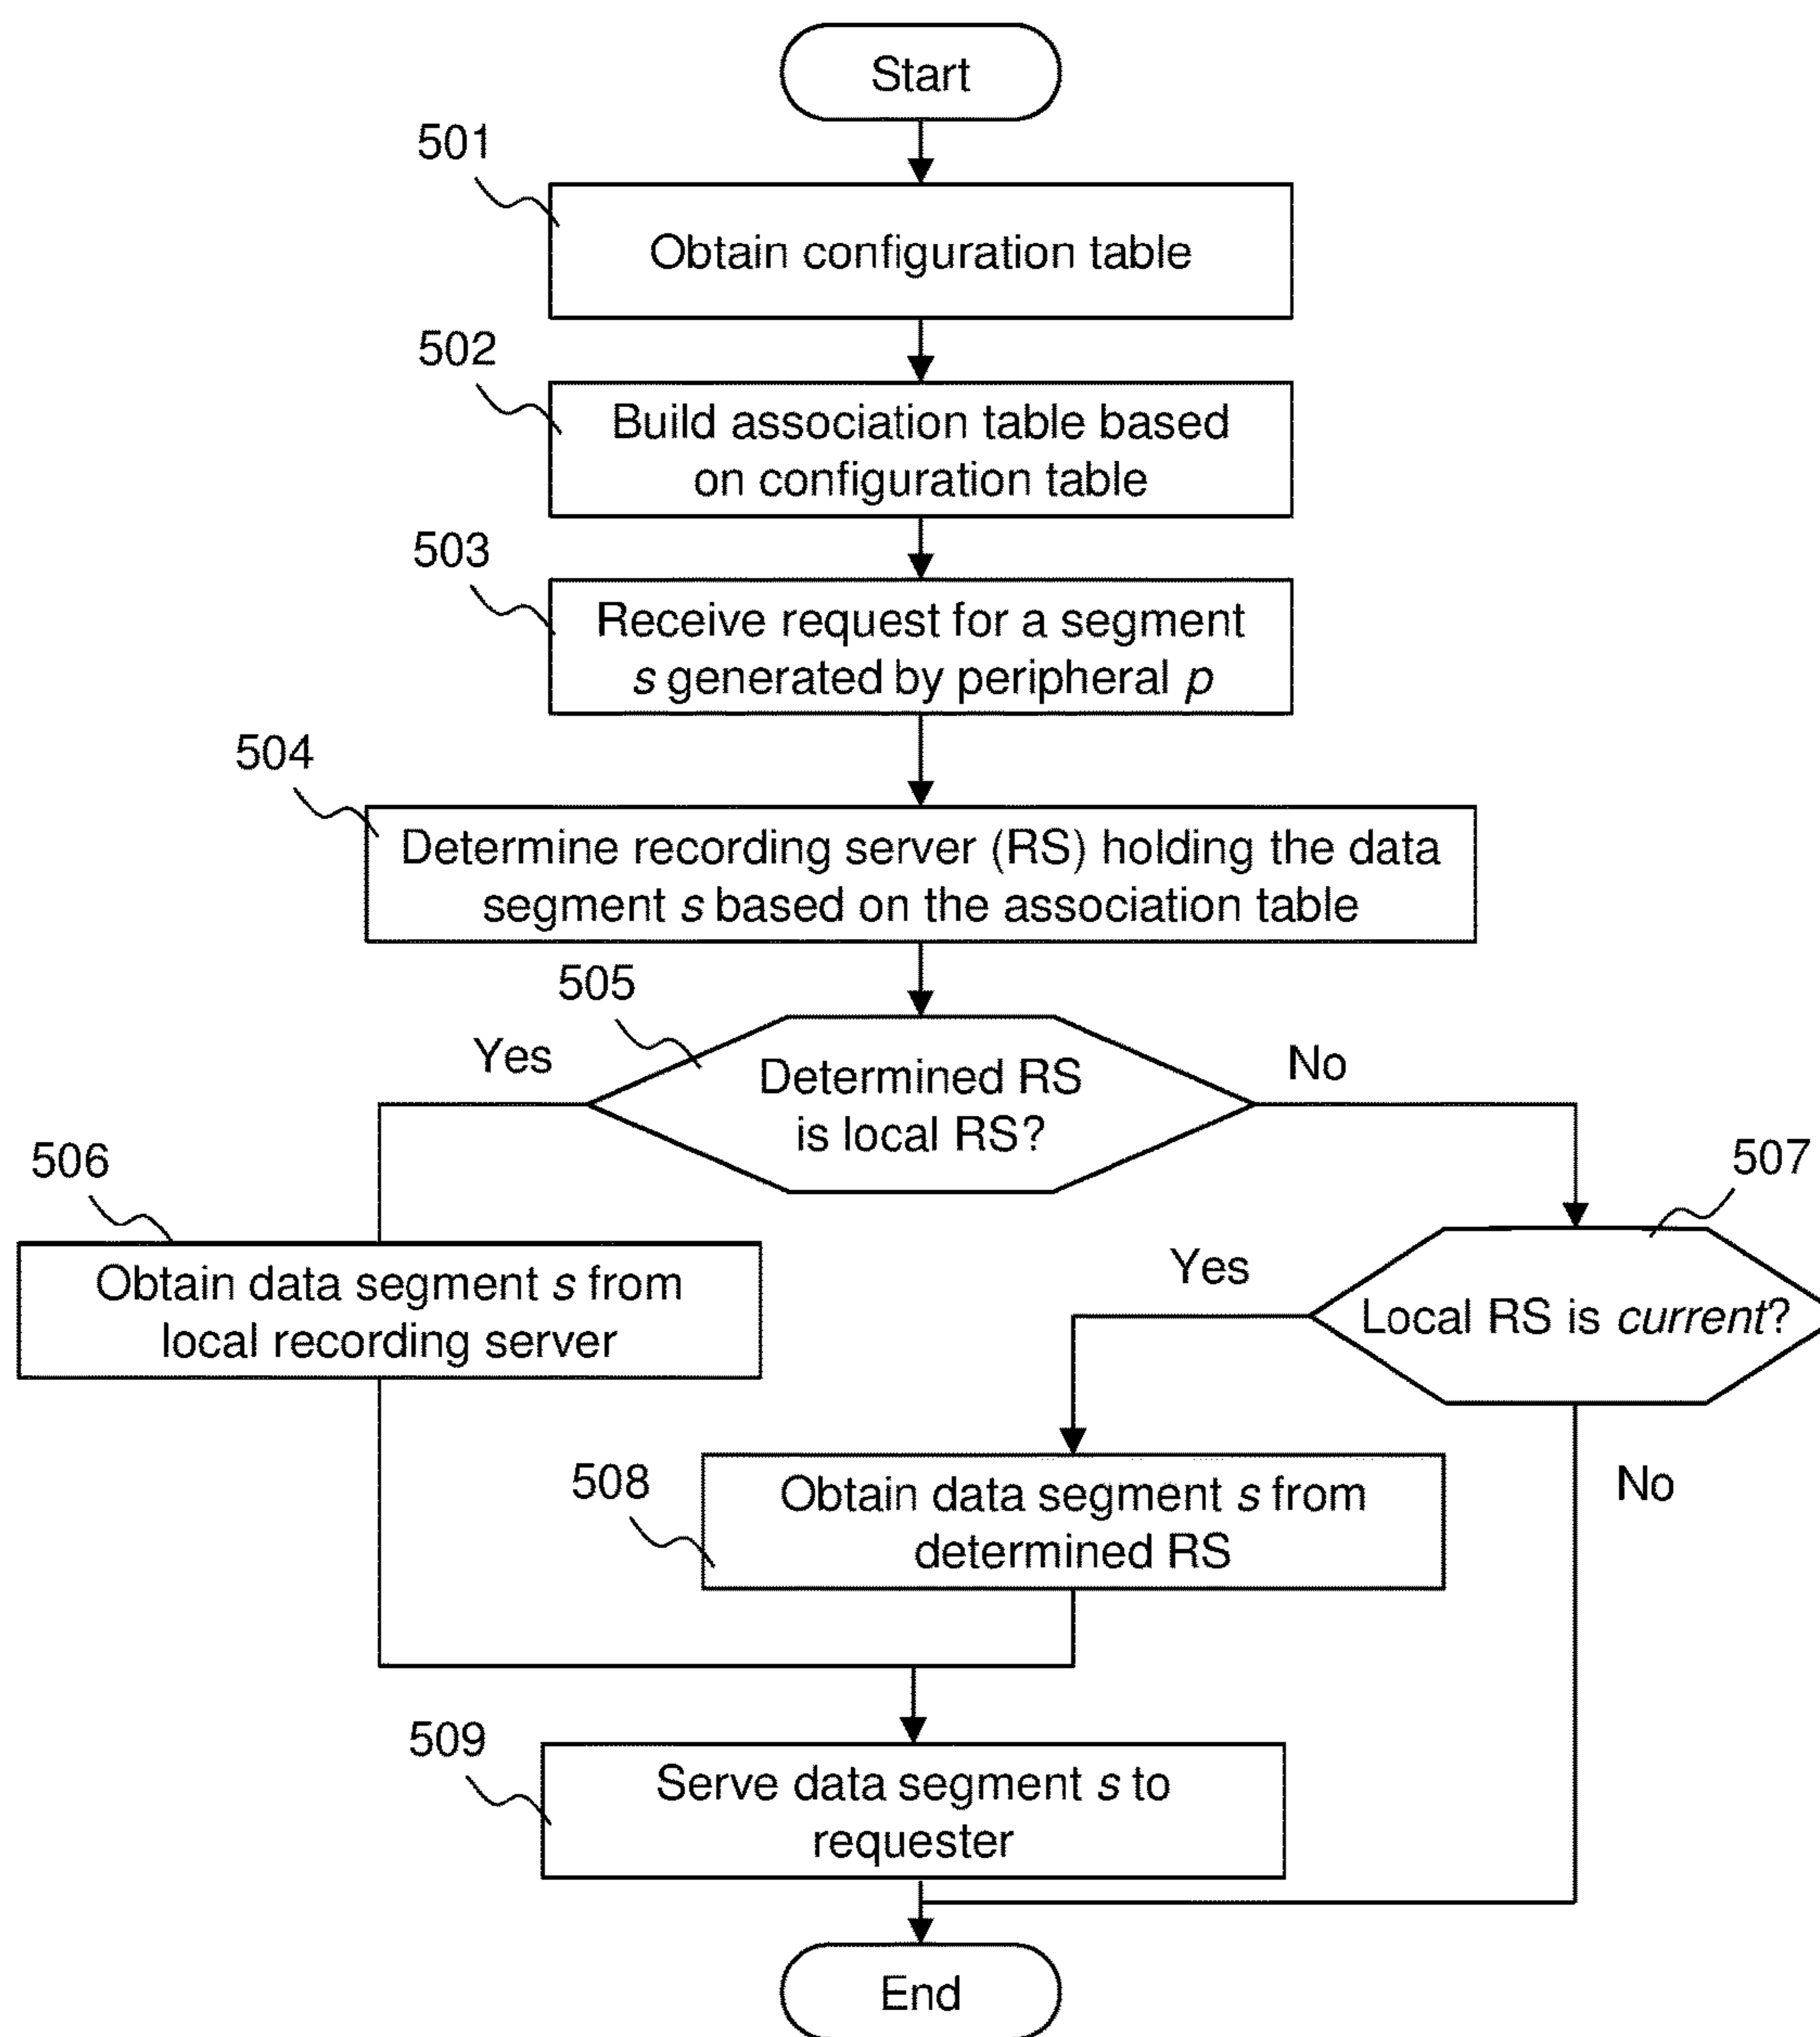 Start
501
Obtain configuration table
502
Build association table based
on configuration table
503
Receive request for a segment
s generated by peripheral p
504
Determine recording server (RS) holding the data
segment s based on the association table
505
Yes
No
Determined RS
is local RS?
506
507
Obtain data segment s from
local recording server
Yes
Local RS is current?
508
No
Obtain data segment s from
determined RS
509
Serve data segment s to
requester
End